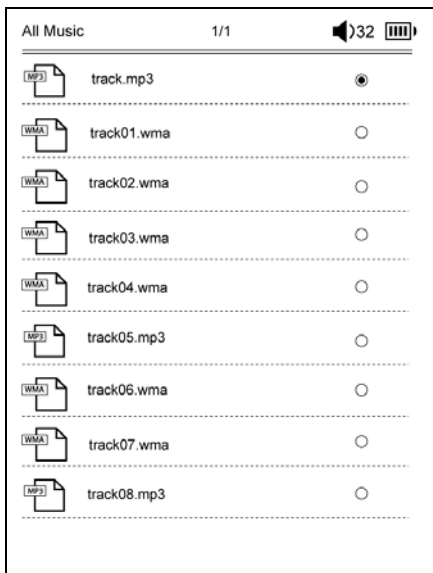 All Music 1/1 32
MP3 track.mp3
WMA track01.wma
WMA track02.wma
WMA track03.wma
WMA track04.wma
MP3 track05.mp3
WMA track06.wma
WMA track07.wma
MP3 track08.mp3